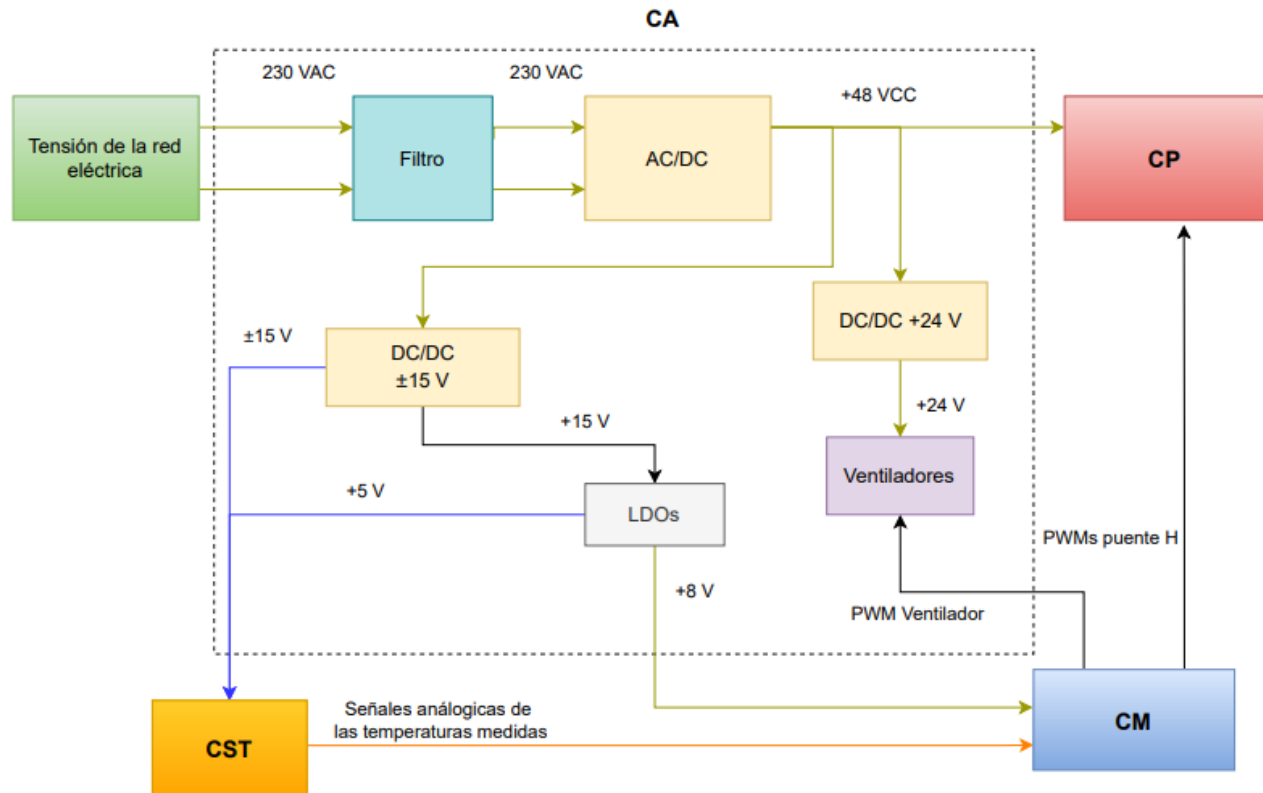 CA
230 VAC
230 VAC
+48 VCC
Tensión de la red
eléctrica
Filtro
AC/DC
CP
DC/DC +24 V
±15 V
DC/DC
±15 V
+24 V
+15 V
Ventiladores
+5 V
LDOs
PWMs puente H
+8 V
PWM Ventilador
Señales análogicas de
las temperaturas medidas
CST
CM